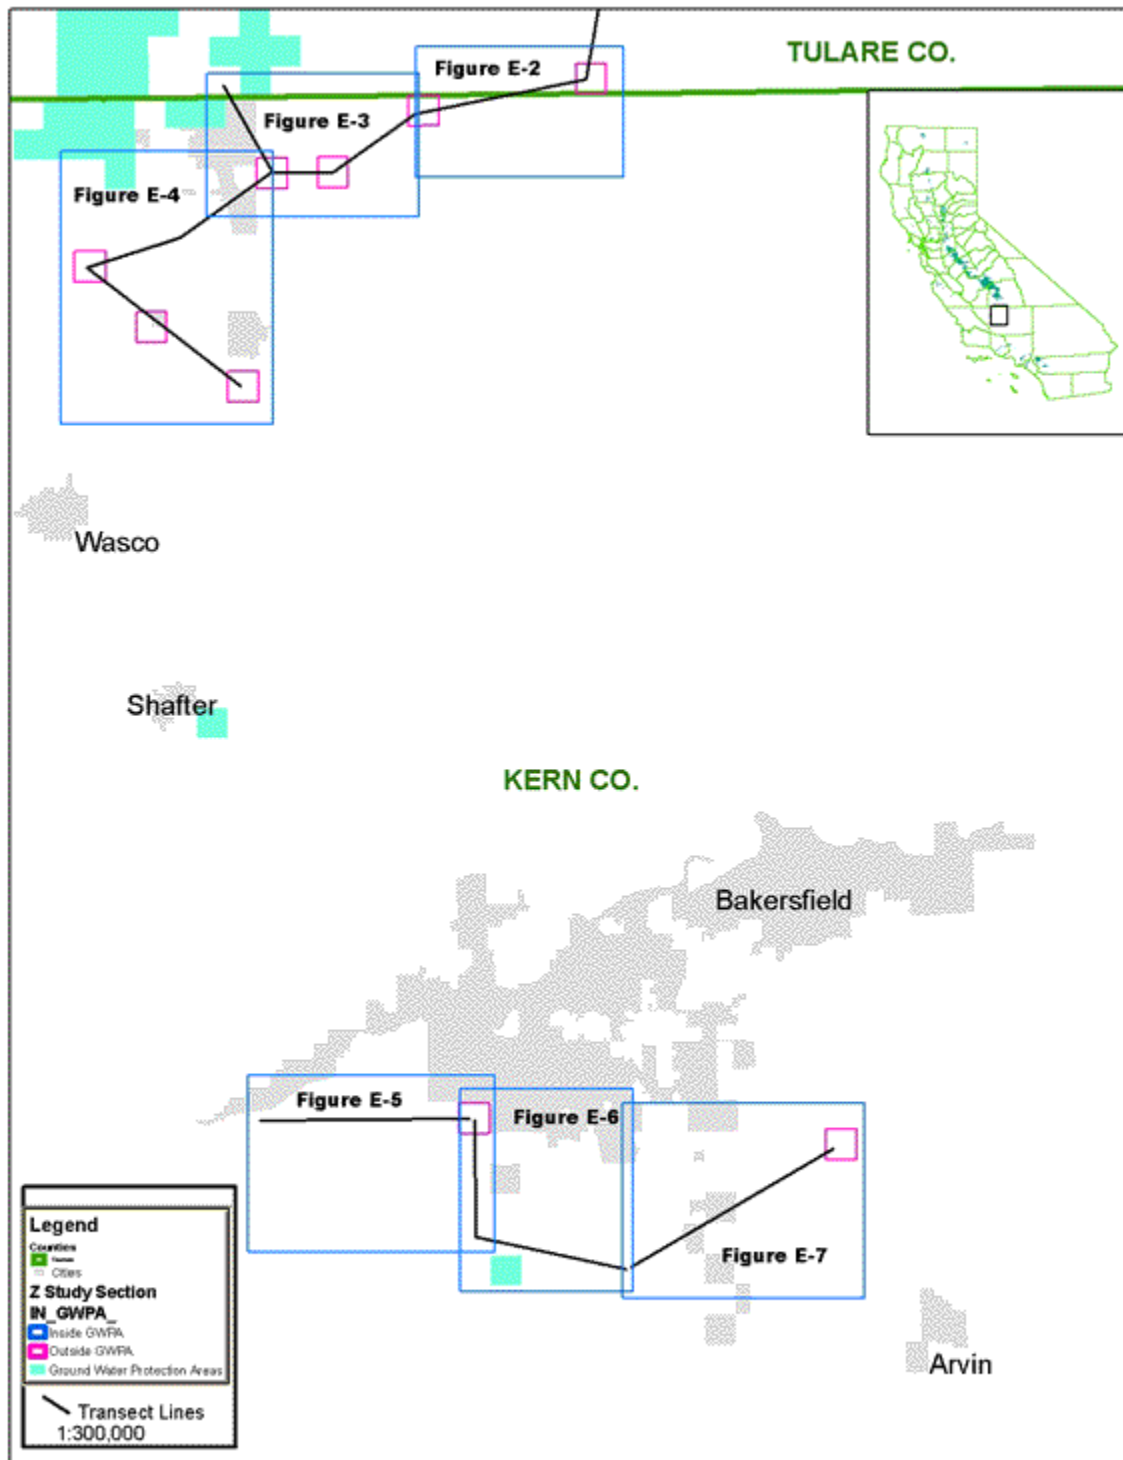 TULARE CO.
Figure E-2
Figure E-3
Figure E-4
Wasco
Shafter
KERN CO.
Bakersfield
Figure E-5
Figure E-6
Figure E-7
Arvin
Legend
Counties
Cities
Z Study Section
IN_GWPA_
Inside GWPA
Outside GWPA
Ground Water Protection Areas
Transect Lines
1:300,000